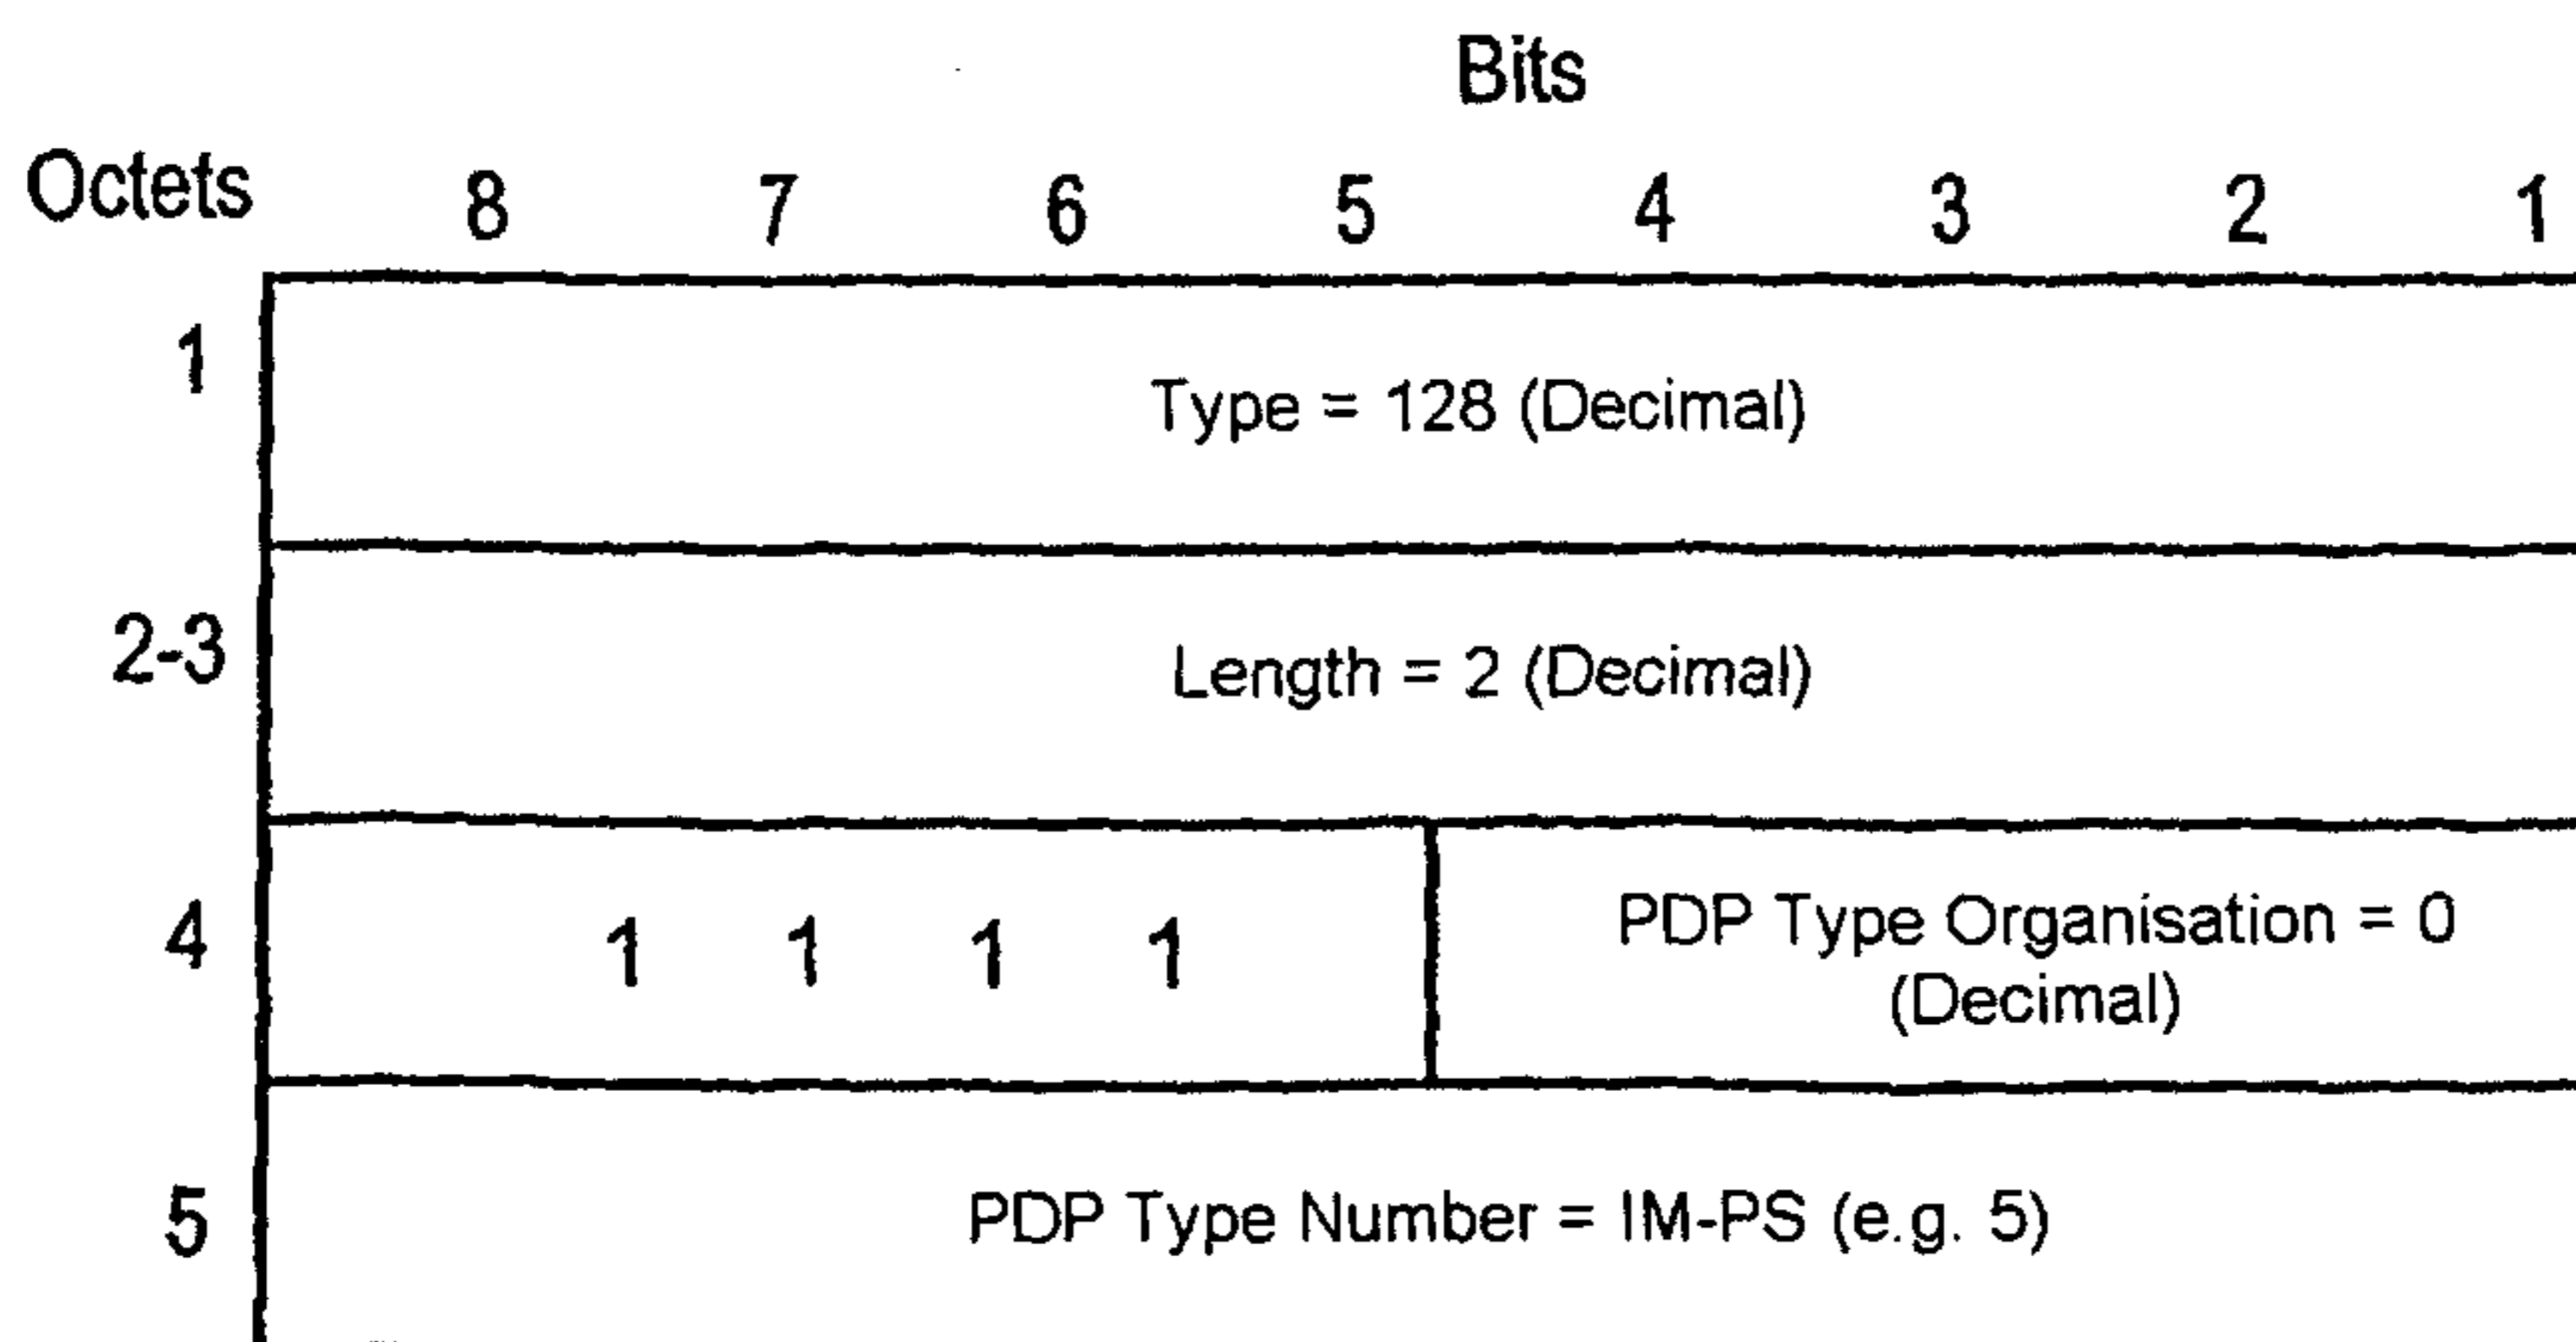 Bits
Octets 8 7 6 5 4 3 2 1
1 Type = 128 (Decimal)
2-3 Length = 2 (Decimal)
4 1 1 1 1 PDP Type Organisation = 0
(Decimal)
5 PDP Type Number = IM-PS (e.g. 5)